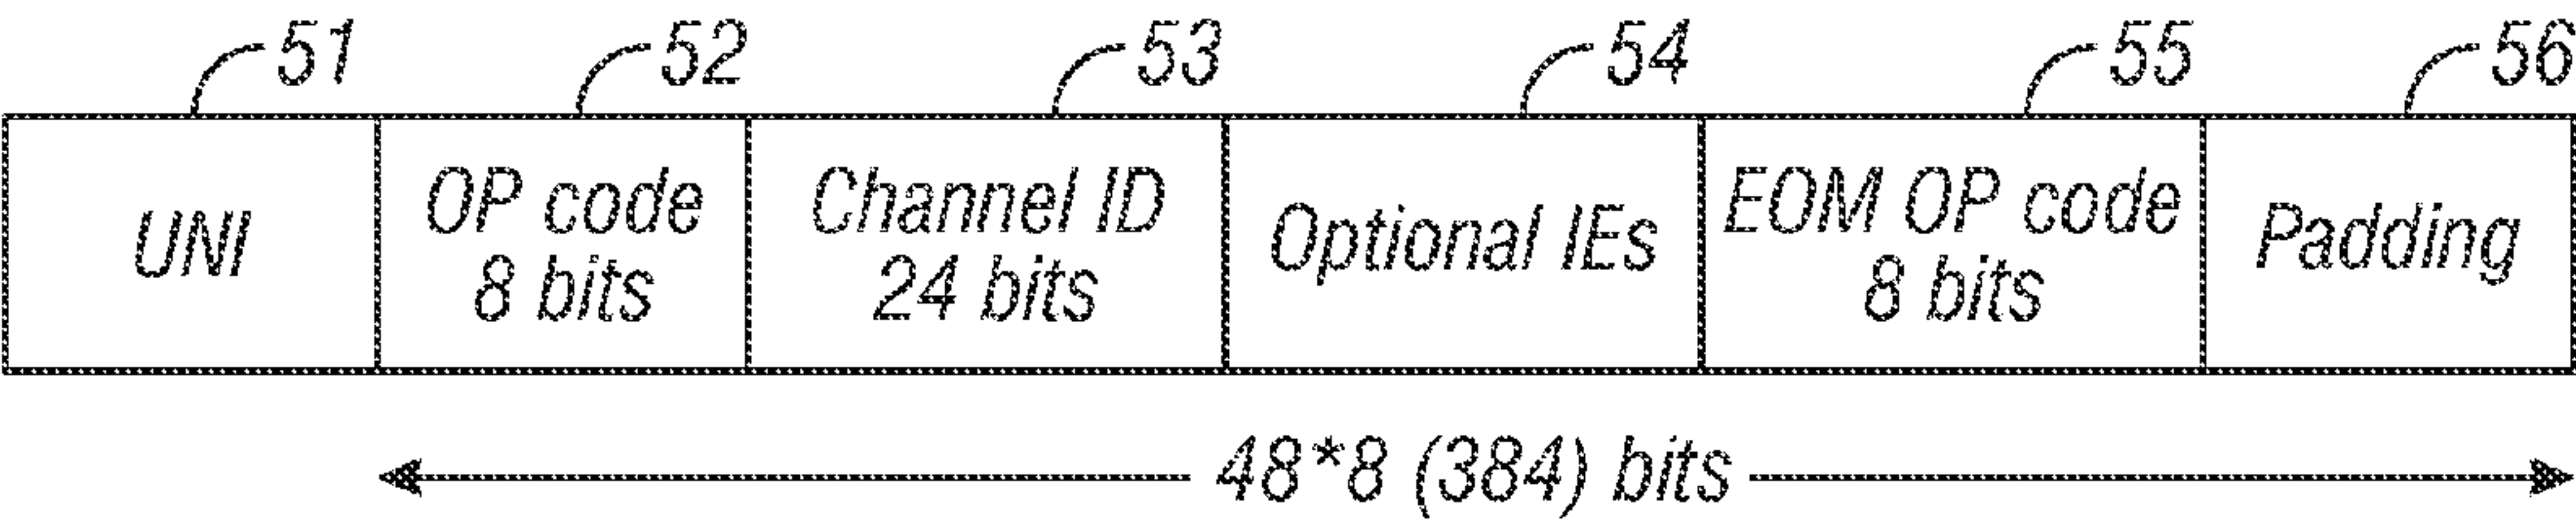 51 52 53 54 55 56
UNI
OP code
8 bits
Channel ID
24 bits
Optional IEs
EOM OP code
8 bits
Padding
48*8 (384) bits